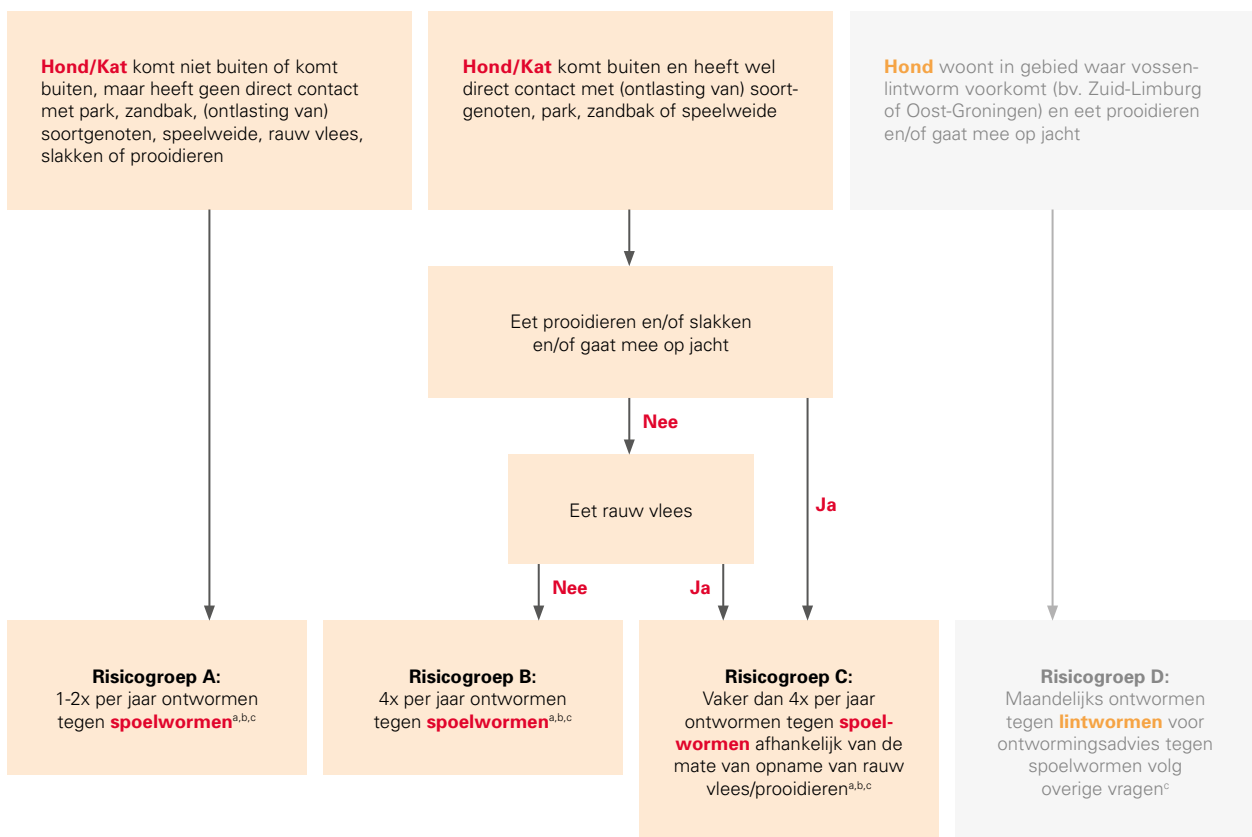 Hond/Kat komt niet buiten of komt
buiten, maar heeft geen direct contact
met park, zandbak, (ontlasting van)
soortgenoten, speelweide, rauw vlees,
slakken of prooidieren
Hond/Kat komt buiten en heeft wel
direct contact met (ontlasting van) soort-
genoten, park, zandbak of speelweide
Hond woont in gebied waar vossen-
lintworm voorkomt (bv. Zuid-Limburg
of Oost-Groningen) en eet prooidieren
en/of gaat mee op jacht
Eet prooidieren en/of slakken
en/of gaat mee op jacht
Nee
Ja
Eet rauw vlees
Nee
Ja
Risicogroep A:
1-2x per jaar ontwormen
tegen spoelwormen a,b,c
Risicogroep B:
4x per jaar ontwormen
tegen spoelwormen a,b,c
Risicogroep C:
Vaker dan 4x per jaar
ontwormen tegen spoel-
wormen afhankelijk van de
mate van opname van rauw
vlees/prooidieren a,b,c
Risicogroep D:
Maandelijks ontwormen
tegen lintwormen voor
ontwormingsadvies tegen
spoelwormen volg
overige vragen c